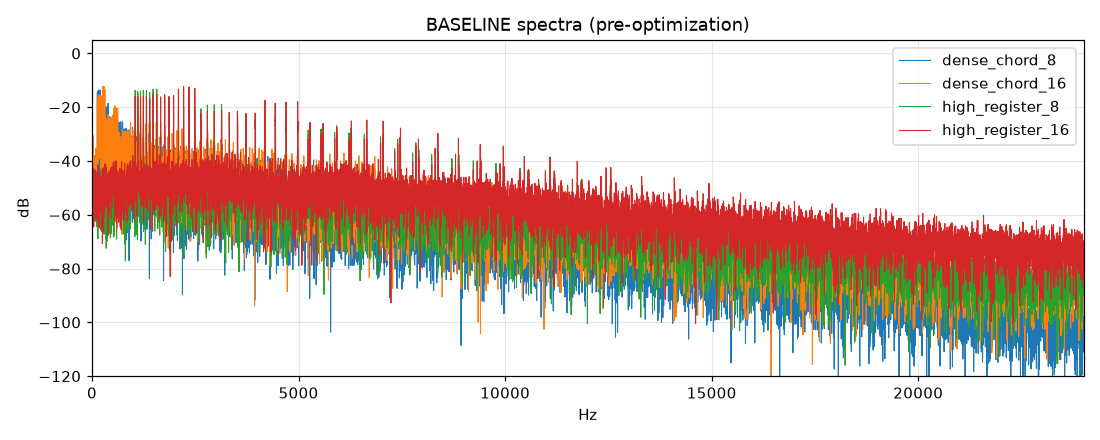 BASELINE spectra (pre-optimization)
dense_chord_8
dense_chord_16
high_register_8
high_register_16
dB
0
−20
−40
−60
−80
−100
−120
0
5000
10000
15000
20000
Hz